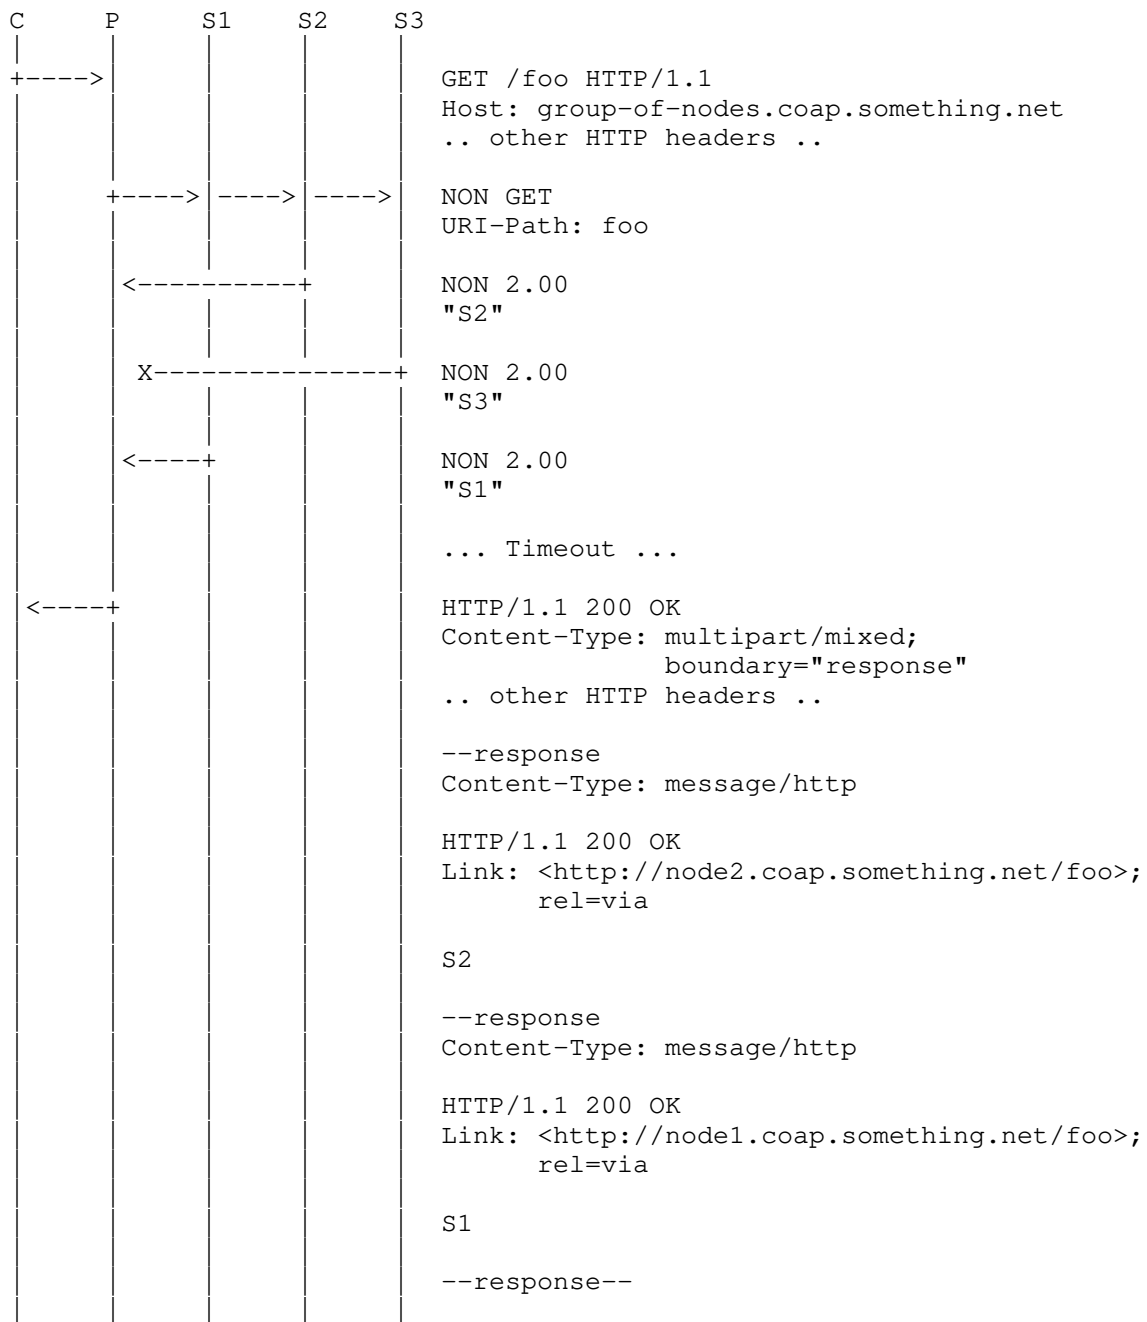 C P S1 S2 S3
GET /foo HTTP/1.1
Host: group-of-nodes.coap.something.net
.. other HTTP headers ..
NON GET
URI-Path: foo
NON 2.00
"S2"
X
NON 2.00
"S3"
NON 2.00
"S1"
... Timeout ...
HTTP/1.1 200 OK
Content-Type: multipart/mixed;
boundary="response"
.. other HTTP headers ..
--response
Content-Type: message/http
HTTP/1.1 200 OK
Link: <http://node2.coap.something.net/foo>;
rel=via
S2
--response
Content-Type: message/http
HTTP/1.1 200 OK
Link: <http://node1.coap.something.net/foo>;
rel=via
S1
--response--